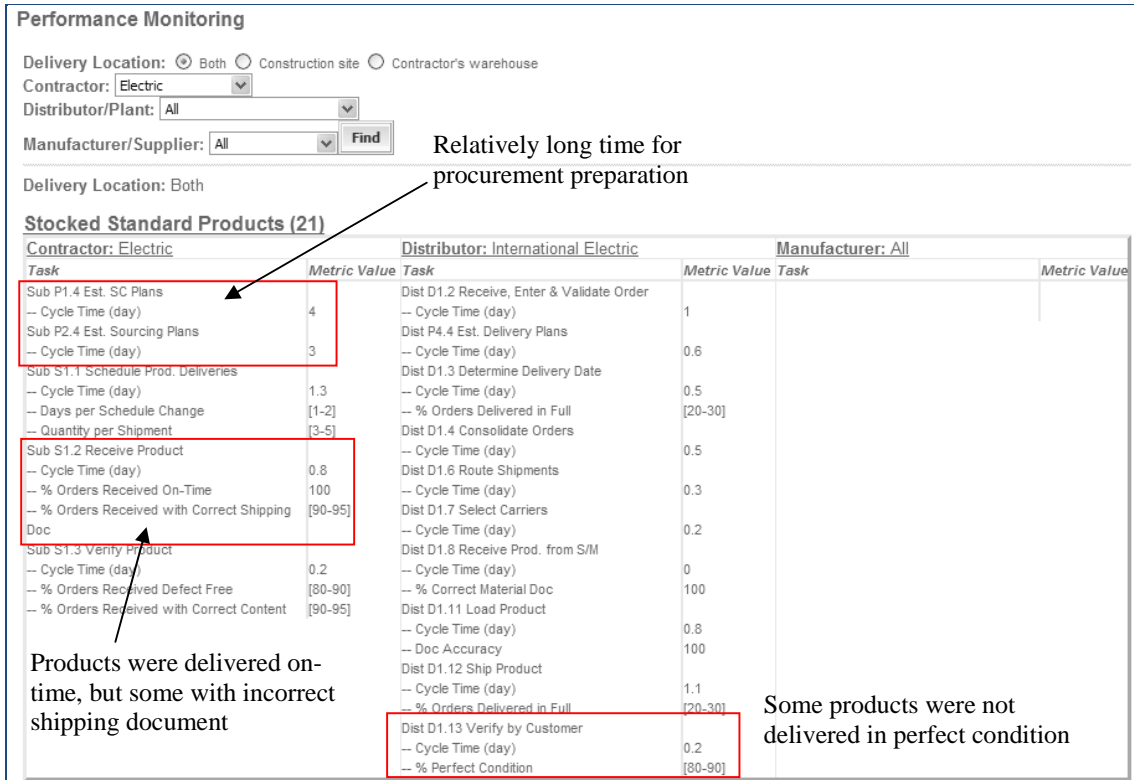 Performance Monitoring
Delivery Location: Both Construction site Contractor's warehouse
Contractor: Electric
Distributor/Plant: All
Manufacturer/Supplier: All Find
Relatively long time for
procurement preparation
Delivery Location: Both
Stocked Standard Products (21)
Contractor: Electric Distributor: International Electric Manufacturer: All
Task Metric Value Task Metric Value Task Metric Value
Sub P1.4 Est. SC Plans Dist D1.2 Receive, Enter & Validate Order
-- Cycle Time (day) 4 -- Cycle Time (day) 1
Sub P2.4 Est. Sourcing Plans Dist P4.4 Est. Delivery Plans
-- Cycle Time (day) 3 -- Cycle Time (day) 0.6
Sub S1.1 Schedule Prod. Deliveries Dist D1.3 Determine Delivery Date
-- Cycle Time (day) 1.3 -- Cycle Time (day) 0.5
-- Days per Schedule Change [1-2] -- % Orders Delivered in Full [20-30]
-- Quantity per Shipment [3-5] Dist D1.4 Consolidate Orders
Sub S1.2 Receive Product -- Cycle Time (day) 0.5
-- Cycle Time (day) 0.8 Dist D1.6 Route Shipments
-- % Orders Received On-Time 100 -- Cycle Time (day) 0.3
-- % Orders Received with Correct Shipping [90-95] Dist D1.7 Select Carriers
Doc -- Cycle Time (day) 0.2
Sub S1.3 Verify Product Dist D1.8 Receive Prod. from S/M
-- Cycle Time (day) 0.2 -- Cycle Time (day) 0
-- % Orders Received Defect Free [80-90] -- % Correct Material Doc 100
-- % Orders Received with Correct Content [90-95] Dist D1.11 Load Product
-- Cycle Time (day) 0.8
-- Doc Accuracy 100
Dist D1.12 Ship Product
-- Cycle Time (day) 1.1
-- % Orders Delivered in Full [20-30]
Dist D1.13 Verify by Customer
-- Cycle Time (day) 0.2
-- % Perfect Condition [80-90]
Products were delivered on-
time, but some with incorrect
shipping document
Some products were not
delivered in perfect condition